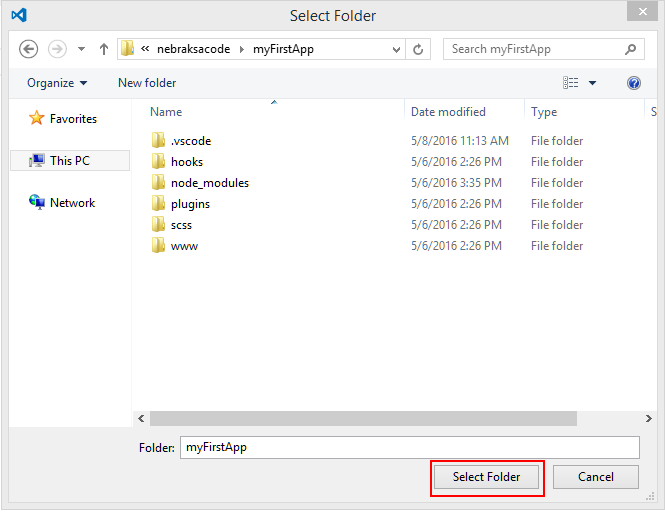 Select Folder
« nebraksacode myFirstApp Search myFirstApp
Organize New folder
Name Date modified Type S
Favorites
This PC
Network
.vscode 5/8/2016 11:13 AM File folder
hooks 5/6/2016 2:26 PM File folder
node_modules 5/6/2016 3:35 PM File folder
plugins 5/6/2016 2:26 PM File folder
scss 5/6/2016 2:26 PM File folder
www 5/6/2016 2:26 PM File folder
Folder: myFirstApp
Select Folder Cancel